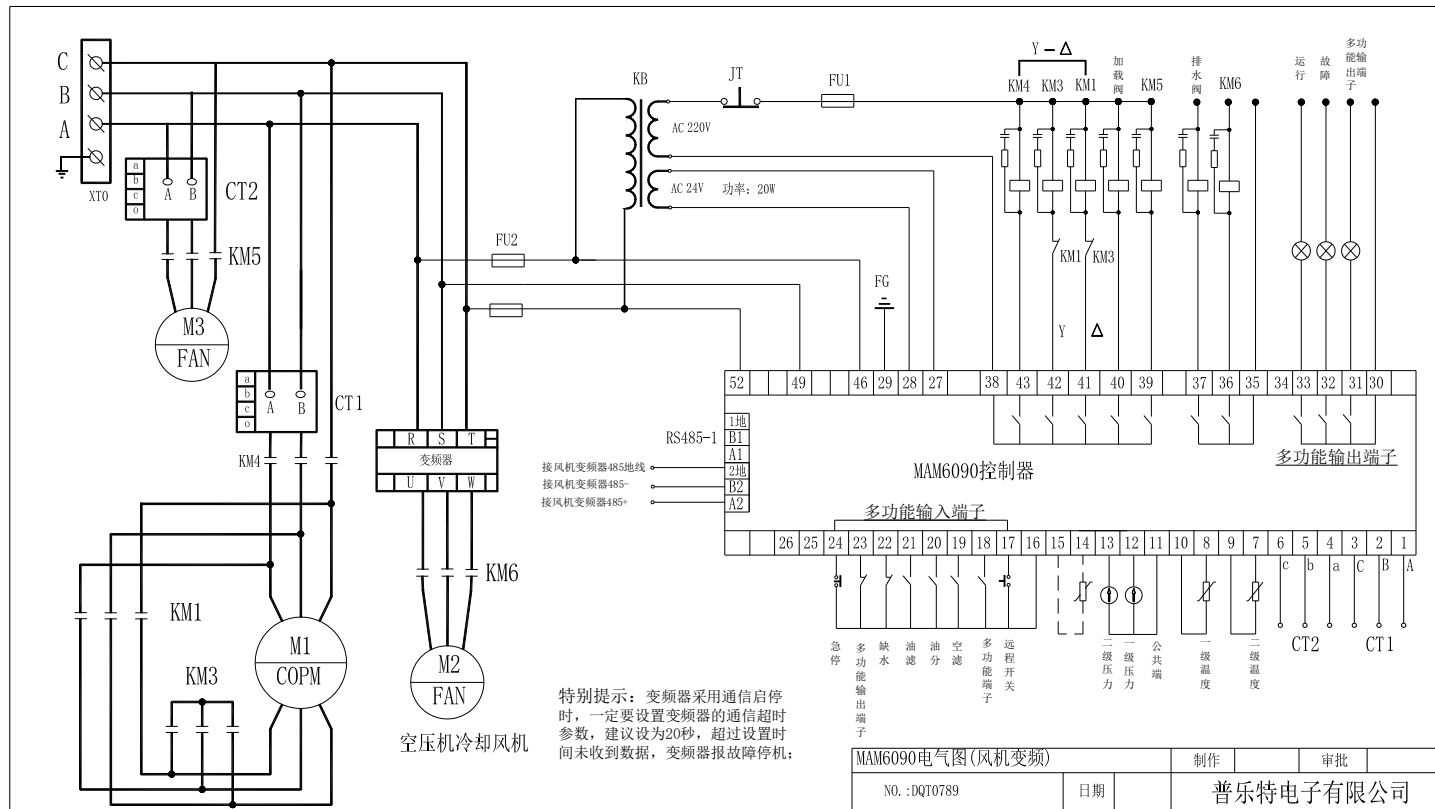 C
B
A
XT0
a
b
c
o
A B
CT2
KM5
M3
FAN
a
b
c
o
A B
CT1
KM4
KM1
KM3
M1
COPM
R S T
变频器
U V W
KM6
M2
FAN
空压机冷却风机
FU2
KB
AC 220V
AC 24V 功率: 20W
JT
FU1
FG
Y - Δ
KM4 KM3 KM1 加载阀 KM5 排水阀 KM6 运行 故障 多功能输出端子
KM1 KM3
Y Δ
52 49 46 29 28 27 38 43 42 41 40 39 37 36 35 34 33 32 31 30
RS485-1
1地
B1
A1
2地
B2
A2
接风机变频器485地线
接风机变频器485-
接风机变频器485+
MAM6090控制器
多功能输出端子
多功能输入端子
26 25 24 23 22 21 20 19 18 17 16 15 14 13 12 11 10 9 8 7 6 5 4 3 2 1
c b a C B A
CT2 CT1
急停
多功能输出端子
缺水
油滤
油分
空滤
多功能端子
远程开关
二级压力
一级压力
公共端
一级温度
二级温度
特别提示: 变频器采用通信启停
时, 一定要设置变频器的通信超时
参数, 建议设为20秒, 超过设置时
间未收到数据, 变频器报故障停机;
MAM6090电气图(风机变频) 制作 审批
NO.:DQT0789 日期 普乐特电子有限公司